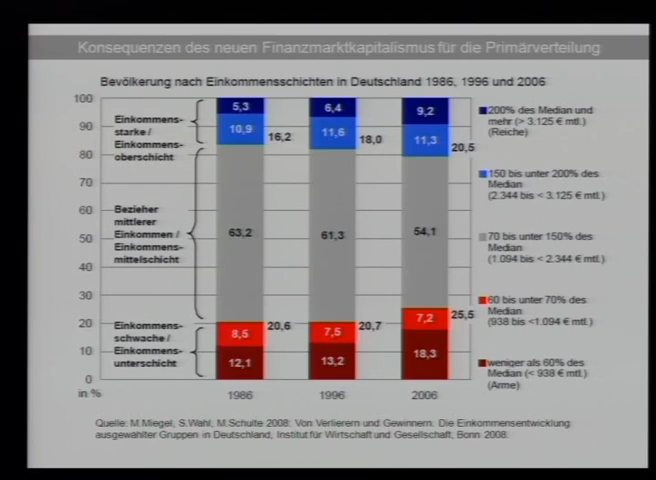 Konsequenzen des neuen Finanzmarktkapitalismus für die Primärverteilung
Bevölkerung nach Einkommensschichten in Deutschland 1986, 1996 und 2006
100
90
80
70
60
50
40
30
20
10
0
in %
Einkommens-
starke /
Einkommens-
oberschicht
Bezieher
mittlerer
Einkommen /
Einkommens-
mittelschicht
Einkommens-
schwache /
Einkommens-
unterschicht
5,3
10,9
16,2
63,2
20,6
8,5
12,1
1986
6,4
11,6
18,0
61,3
20,7
7,5
13,2
1996
9,2
11,3
20,5
54,1
25,5
7,2
18,3
2006
200% des Median und
mehr (> 3.125 € mtl.)
(Reiche)
150 bis unter 200% des
Median
(2.344 bis < 3.125 € mtl.)
70 bis unter 150% des
Median
(1.094 bis < 2.344 € mtl.)
60 bis unter 70% des
Median
(938 bis <1.094 € mtl.)
weniger als 60% des
Median (< 938 € mtl.)
(Arme)
Quelle: M.Miegel, S.Wahl, M.Schulte 2008: Von Verlierern und Gewinnern. Die Einkommensentwicklung
ausgewählter Gruppen in Deutschland, Institut für Wirtschaft und Gesellschaft, Bonn 2008.